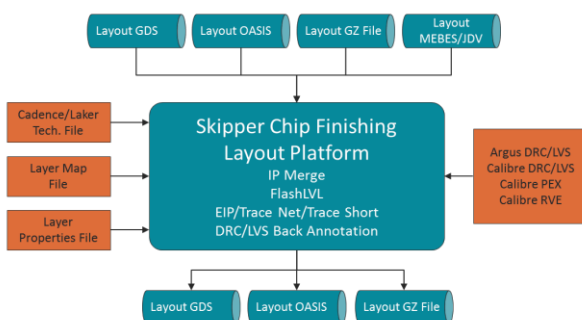 Layout GDS
Layout OASIS
Layout GZ File
Layout
MEBES/JDV
Cadence/Laker
Tech. File
Layer Map
File
Layer
Properties File
Skipper Chip Finishing
Layout Platform
IP Merge
FlashLVL
EIP/Trace Net/Trace Short
DRC/LVS Back Annotation
Argus DRC/LVS
Calibre DRC/LVS
Calibre PEX
Calibre RVE
Layout GDS
Layout OASIS
Layout GZ File